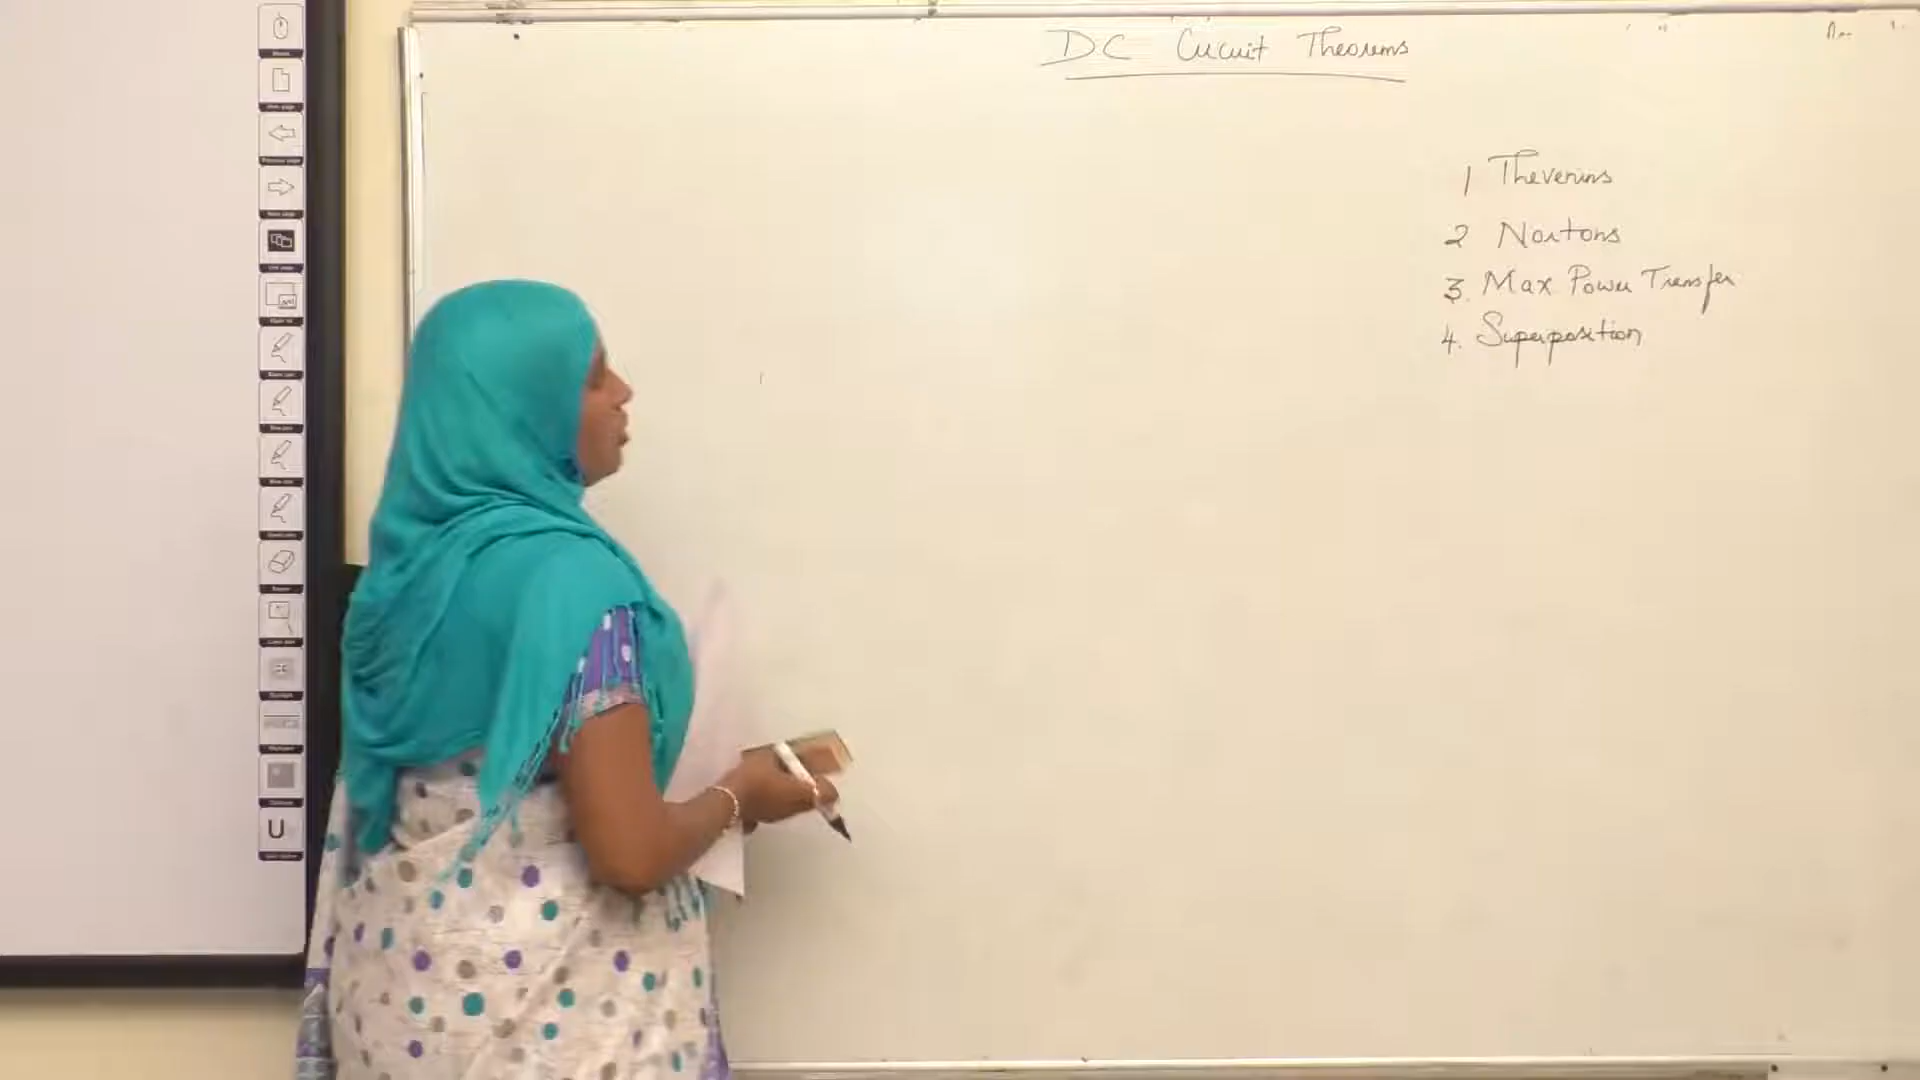 DC Circuit Theorems
1 Thevenins
2 Nortons
3. Max Power Transfer
4. Superposition
U